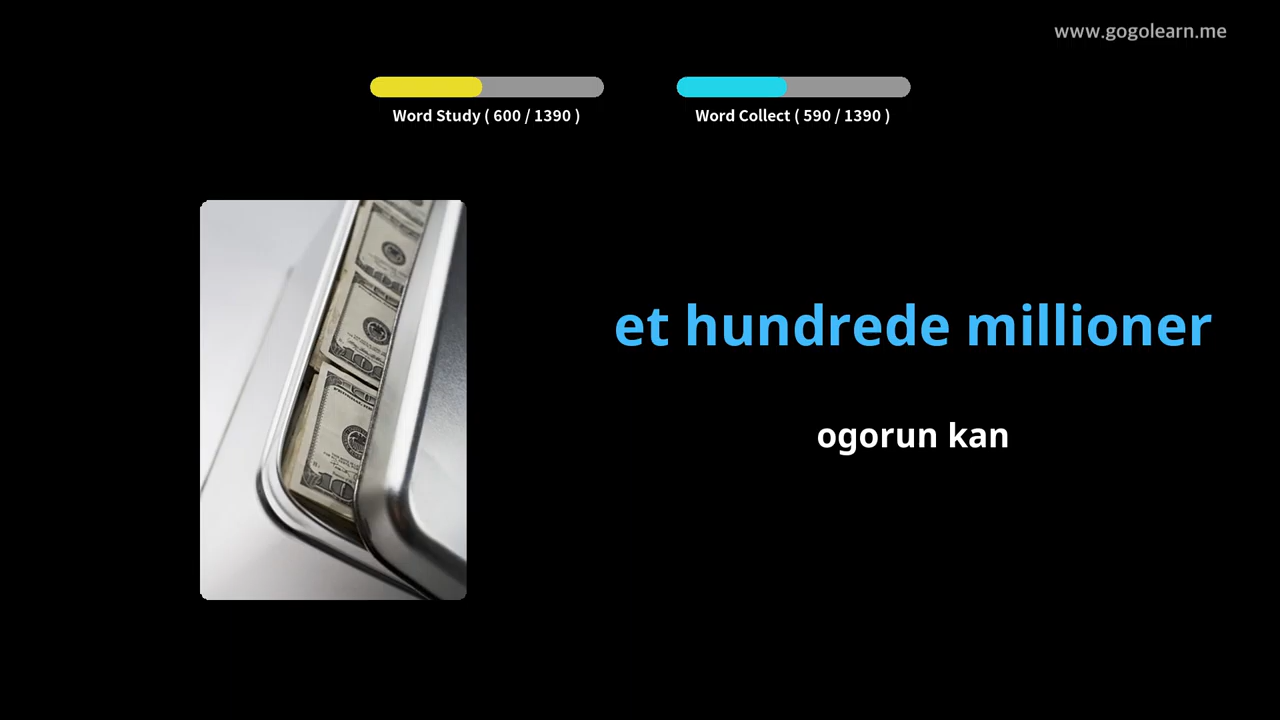 www.gogolearn.me
Word Study ( 600 / 1390 )
Word Collect ( 590 / 1390 )
et hundrede millioner
ogorun kan